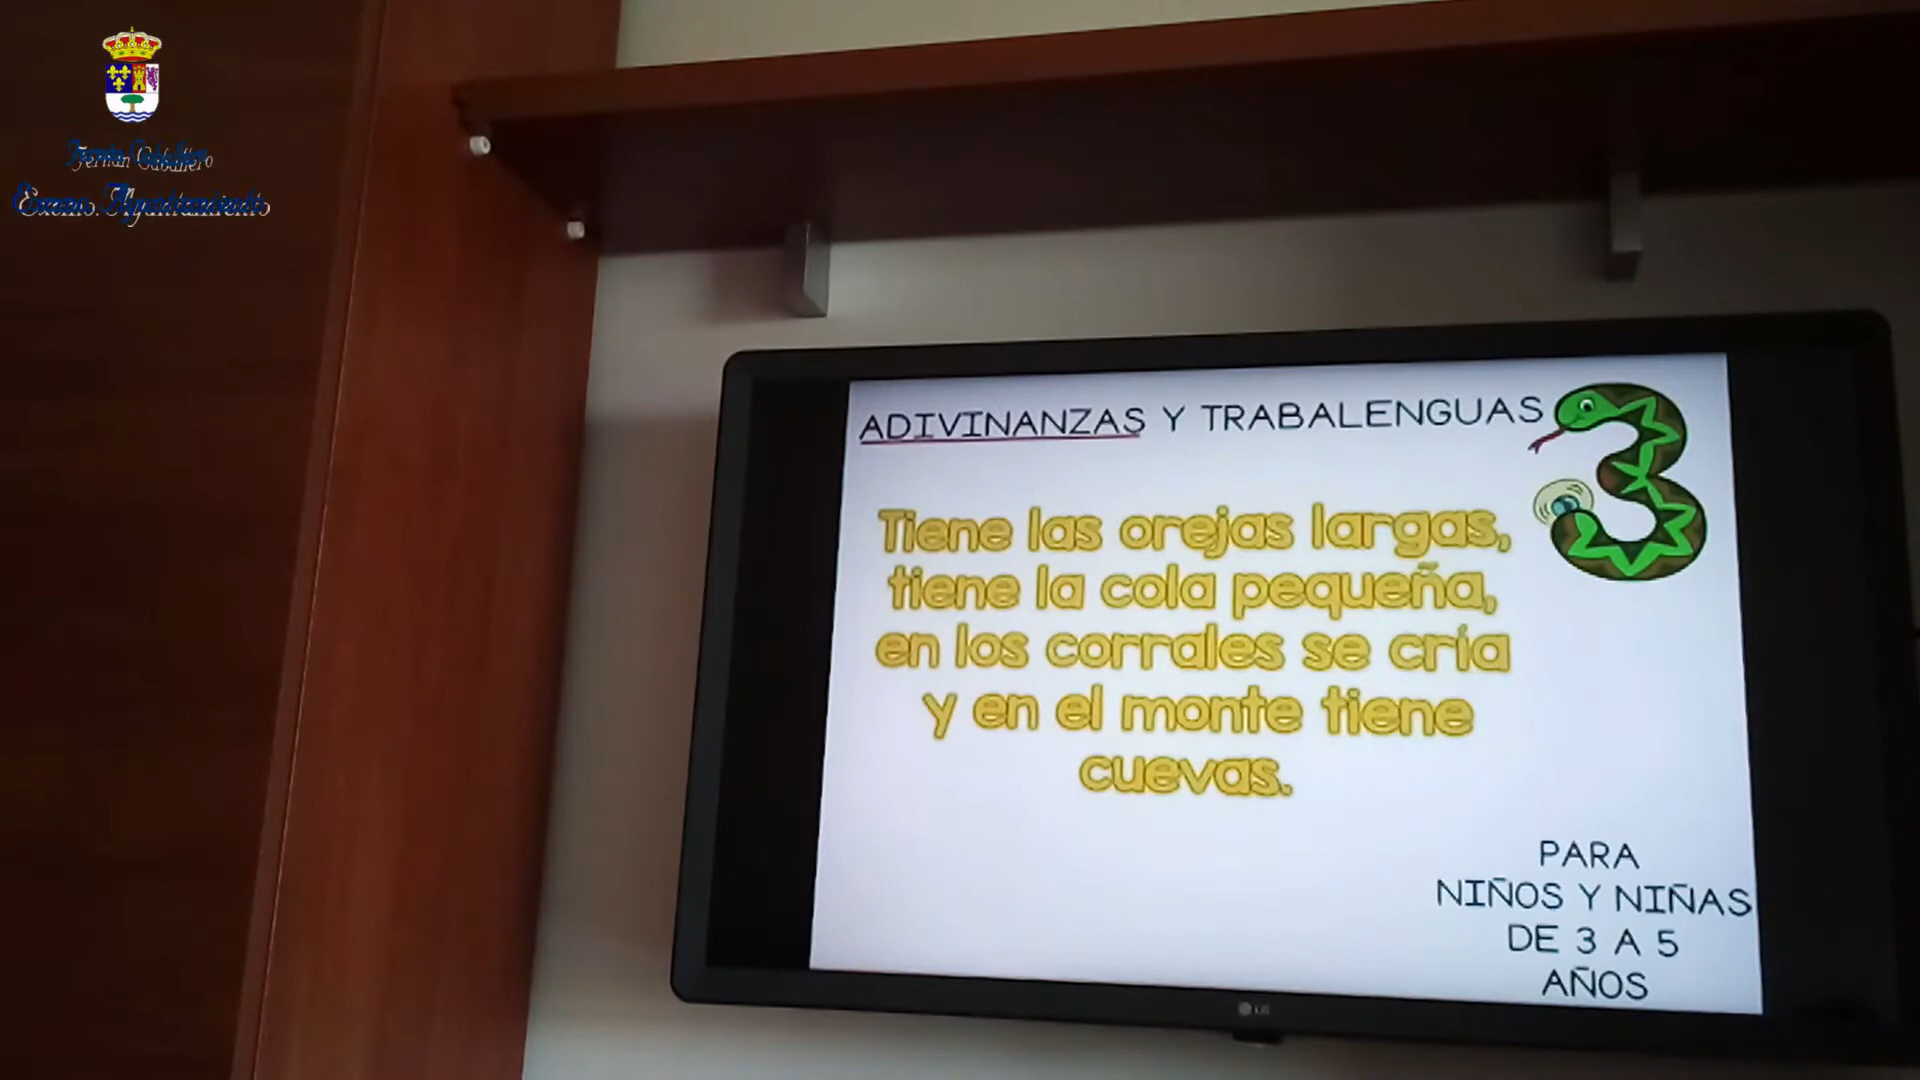 Fernán Caballero
Excmo. Ayuntamiento
ADIVINANZAS Y TRABALENGUAS
Tiene las orejas largas,
tiene la cola pequeña,
en los corrales se cría
y en el monte tiene
cuevas.
PARA
NIÑOS Y NIÑAS
DE 3 A 5
AÑOS
LG